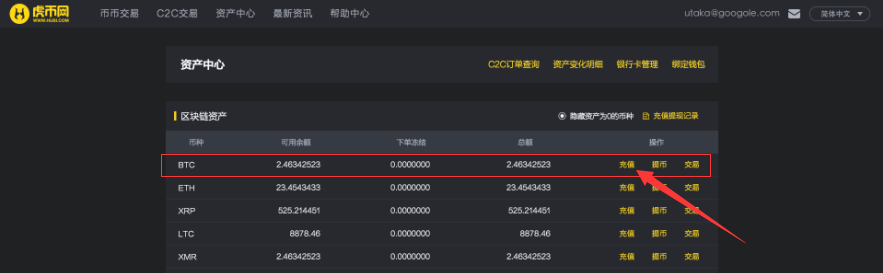 虎币网 币币交易 C2C交易 资产中心 最新资讯 帮助中心 utaka@googole.com 简体中文
WWW.HUBI.COM
资产中心 C2C订单查询 资产变化明细 银行卡管理 绑定钱包
区块链资产 隐藏资产为0的币种 充值提现记录
币种 可用余额 下单冻结 总额 操作
BTC 2.46342523 0.0000000 2.46342523 充值 提币 交易
ETH 23.4543433 0.0000000 23.4543433 充值 提币 交易
XRP 525.214451 0.0000000 525.214451 充值 提币 交易
LTC 8878.46 0.0000000 8878.46 充值 提币 交易
XMR 2.46342523 0.0000000 2.46342523 充值 提币 交易